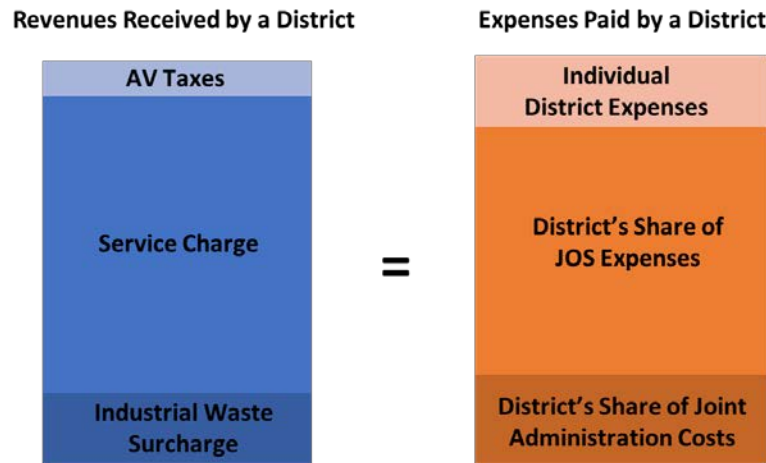 Revenues Received by a District
Expenses Paid by a District
AV Taxes
Service Charge
Industrial Waste
Surcharge
=
Individual
District Expenses
District's Share of
JOS Expenses
District's Share of Joint
Administration Costs